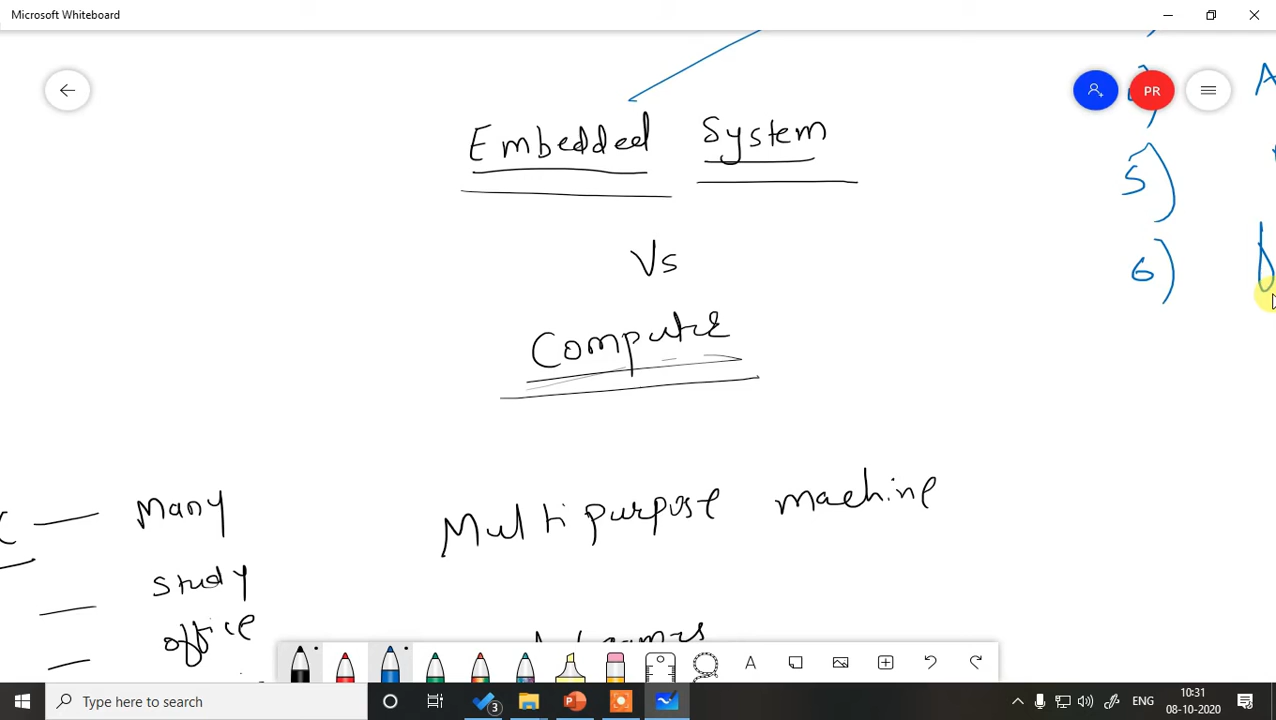 Microsoft Whiteboard
PR
Embedded System
Vs
Computer
5)
6)
Many
Multipurpose machine
study
office
A
Type here to search
3
ENG
10:31
08-10-2020